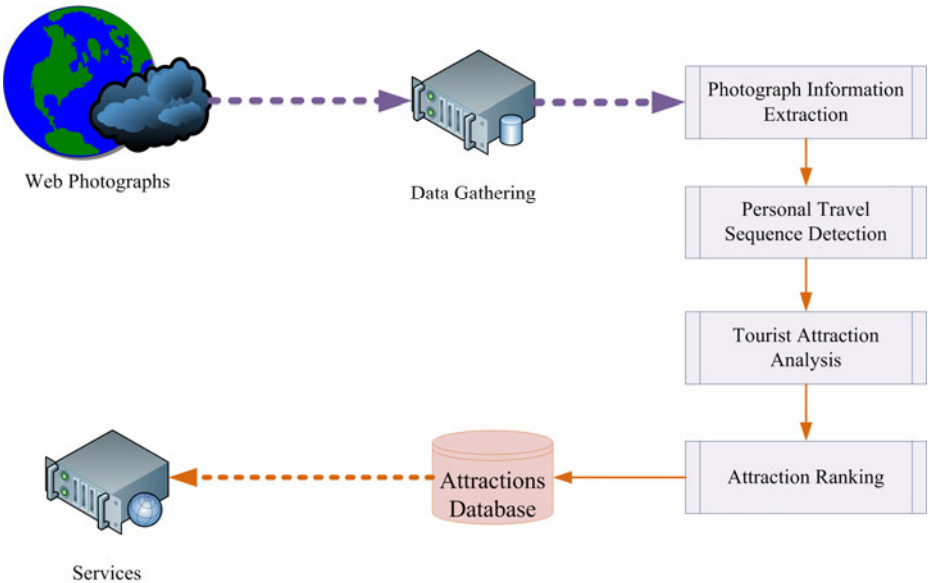 Web Photographs
Data Gathering
Photograph Information
Extraction
Personal Travel
Sequence Detection
Tourist Attraction
Analysis
Attraction Ranking
Attractions
Database
Services